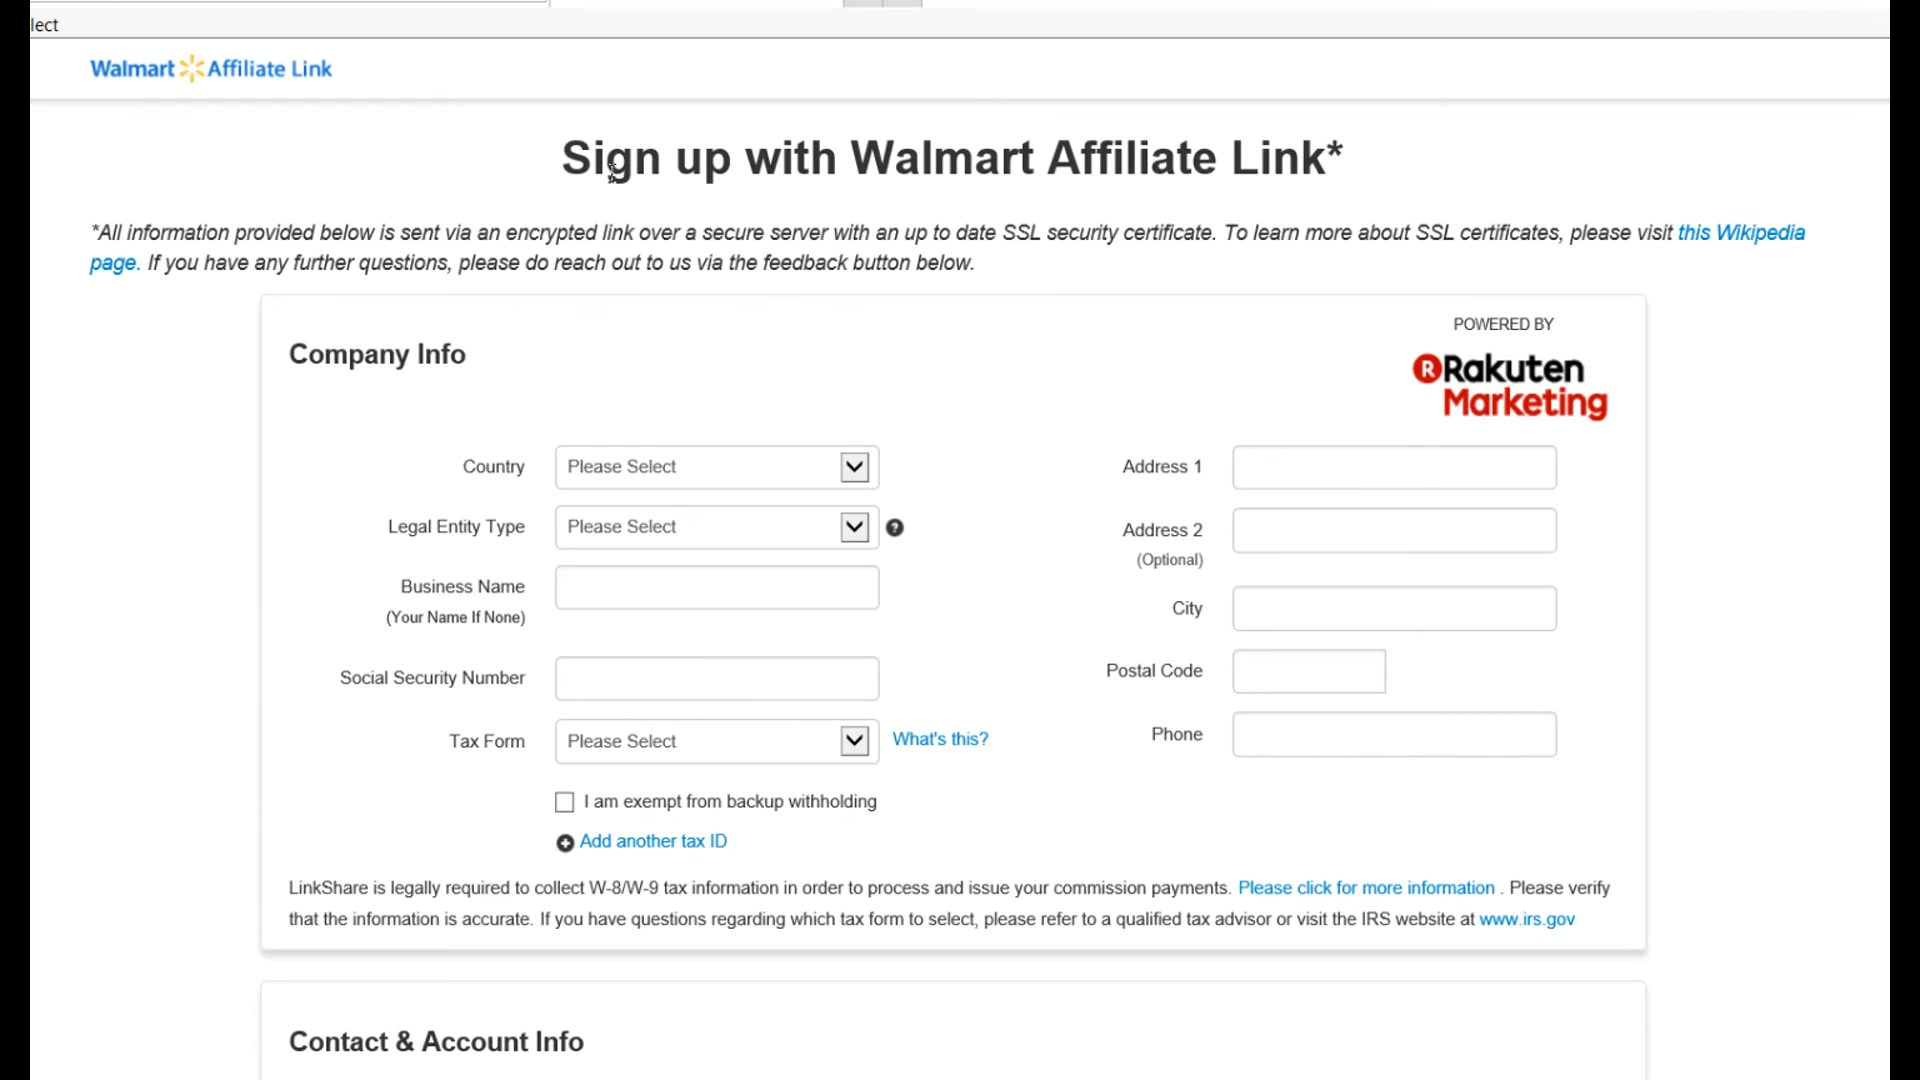 lect
Walmart Affiliate Link
Sign up with Walmart Affiliate Link*
*All information provided below is sent via an encrypted link over a secure server with an up to date SSL security certificate. To learn more about SSL certificates, please visit this Wikipedia
page. If you have any further questions, please do reach out to us via the feedback button below.
POWERED BY
Company Info
R Rakuten
Marketing
Country Please Select
Address 1
Legal Entity Type Please Select ?
Address 2
(Optional)
Business Name
(Your Name If None)
City
Social Security Number
Postal Code
Tax Form Please Select What's this?
Phone
I am exempt from backup withholding
Add another tax ID
LinkShare is legally required to collect W-8/W-9 tax information in order to process and issue your commission payments. Please click for more information . Please verify
that the information is accurate. If you have questions regarding which tax form to select, please refer to a qualified tax advisor or visit the IRS website at www.irs.gov
Contact & Account Info